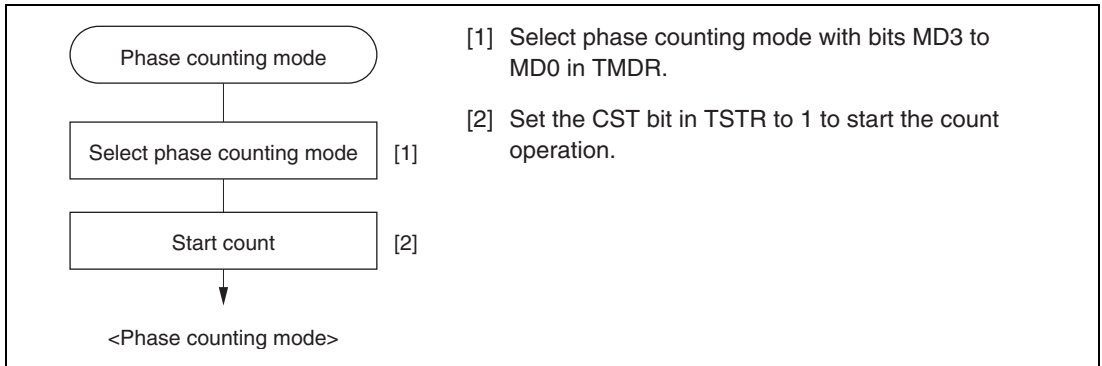 Phase counting mode
Select phase counting mode [1]
Start count [2]
<Phase counting mode>
[1] Select phase counting mode with bits MD3 to
MD0 in TMDR.
[2] Set the CST bit in TSTR to 1 to start the count
operation.